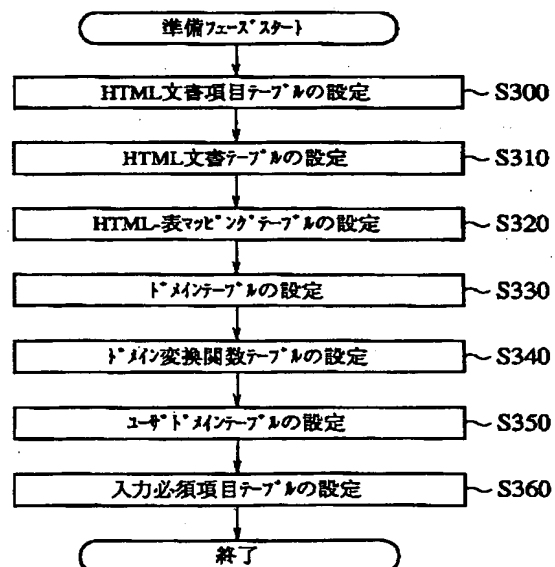 準備ﾌｪｰｽﾞｽﾀｰﾄ
HTML文書項目ﾃｰﾌﾞﾙの設定 S300
HTML文書ﾃｰﾌﾞﾙの設定 S310
HTML-表ﾏｯﾋﾟﾝｸﾞﾃｰﾌﾞﾙの設定 S320
ﾄﾞﾒｲﾝﾃｰﾌﾞﾙの設定 S330
ﾄﾞﾒｲﾝ変換関数ﾃｰﾌﾞﾙの設定 S340
ﾕｰｻﾞﾄﾞﾒｲﾝﾃｰﾌﾞﾙの設定 S350
入力必須項目ﾃｰﾌﾞﾙの設定 S360
終了